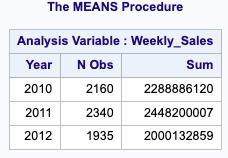 The MEANS Procedure
Analysis Variable : Weekly_Sales
Year N Obs Sum
2010 2160 2288886120
2011 2340 2448200007
2012 1935 2000132859